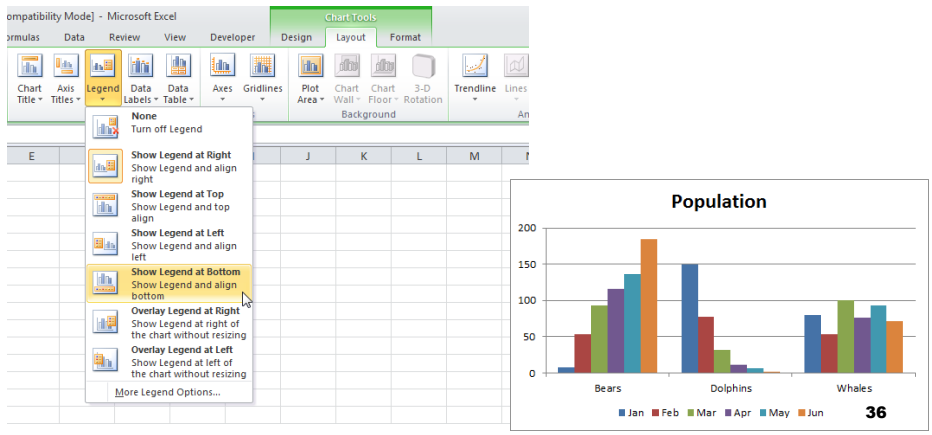 ompatibility Mode] - Microsoft Excel
Chart Tools
ormulas Data Review View Developer Design Layout Format
Chart Title Axis Titles Legend Data Labels Data Table Axes Gridlines Plot Area Chart Wall Chart Floor 3-D Rotation Trendline Lines
Background An
None
Turn off Legend
E J K L M
Show Legend at Right
Show Legend and align
right
Show Legend at Top
Show Legend and top
align
Show Legend at Left
Show Legend and align
left
Show Legend at Bottom
Show Legend and align
bottom
Overlay Legend at Right
Show Legend at right of
the chart without resizing
Overlay Legend at Left
Show Legend at left of
the chart without resizing
More Legend Options...
Population
200
150
100
50
0
Bears Dolphins Whales
Jan Feb Mar Apr May Jun 36